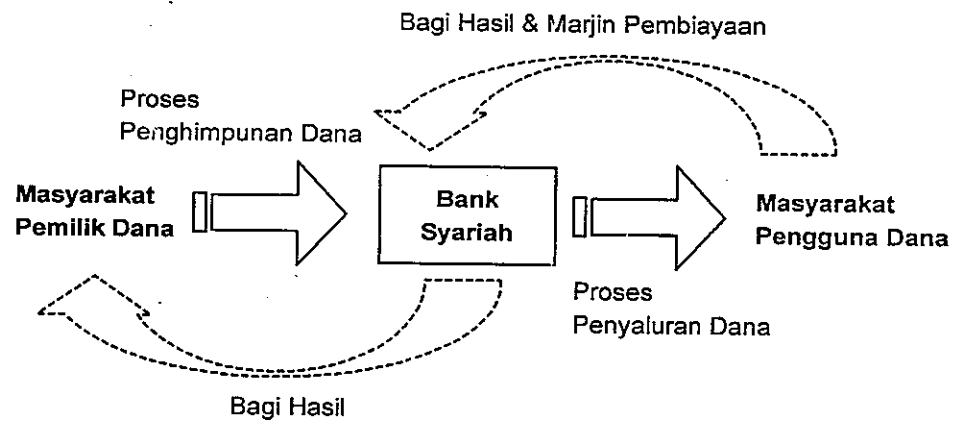 Bagi Hasil & Marjin Pembiayaan
Proses
Penghimpunan Dana
Masyarakat
Pemilik Dana
Bank
Syariah
Masyarakat
Pengguna Dana
Proses
Penyaluran Dana
Bagi Hasil